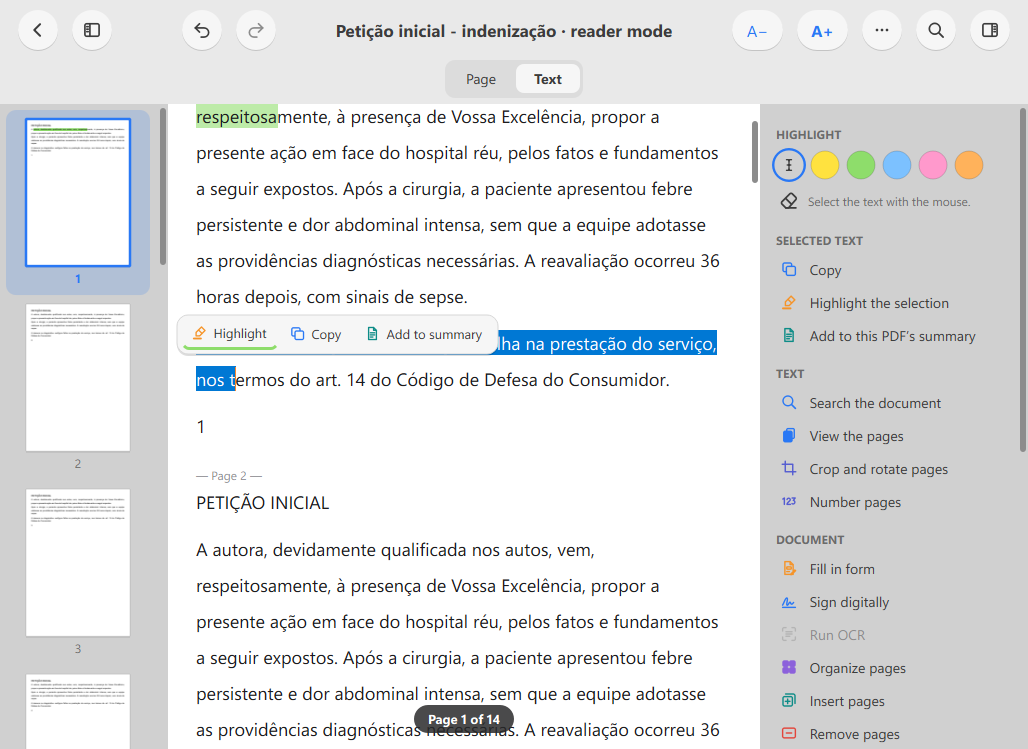 Petição inicial - indenização · reader mode
A−
A+
Page
Text
1
2
3
respeitosamente, à presença de Vossa Excelência, propor a
presente ação em face do hospital réu, pelos fatos e fundamentos
a seguir expostos. Após a cirurgia, a paciente apresentou febre
persistente e dor abdominal intensa, sem que a equipe adotasse
as providências diagnósticas necessárias. A reavaliação ocorreu 36
horas depois, com sinais de sepse.
Highlight
Copy
Add to summary
lha na prestação do serviço,
nos termos do art. 14 do Código de Defesa do Consumidor.
1
— Page 2 —
PETIÇÃO INICIAL
A autora, devidamente qualificada nos autos, vem,
respeitosamente, à presença de Vossa Excelência, propor a
presente ação em face do hospital réu, pelos fatos e fundamentos
a seguir expostos. Após a cirurgia, a paciente apresentou febre
persistente e dor abdominal intensa, sem que a equipe adotasse
as providências diagnósticas necessárias. A reavaliação ocorreu 36
Page 1 of 14
HIGHLIGHT
Select the text with the mouse.
SELECTED TEXT
Copy
Highlight the selection
Add to this PDF's summary
TEXT
Search the document
View the pages
Crop and rotate pages
123 Number pages
DOCUMENT
Fill in form
Sign digitally
Run OCR
Organize pages
Insert pages
Remove pages